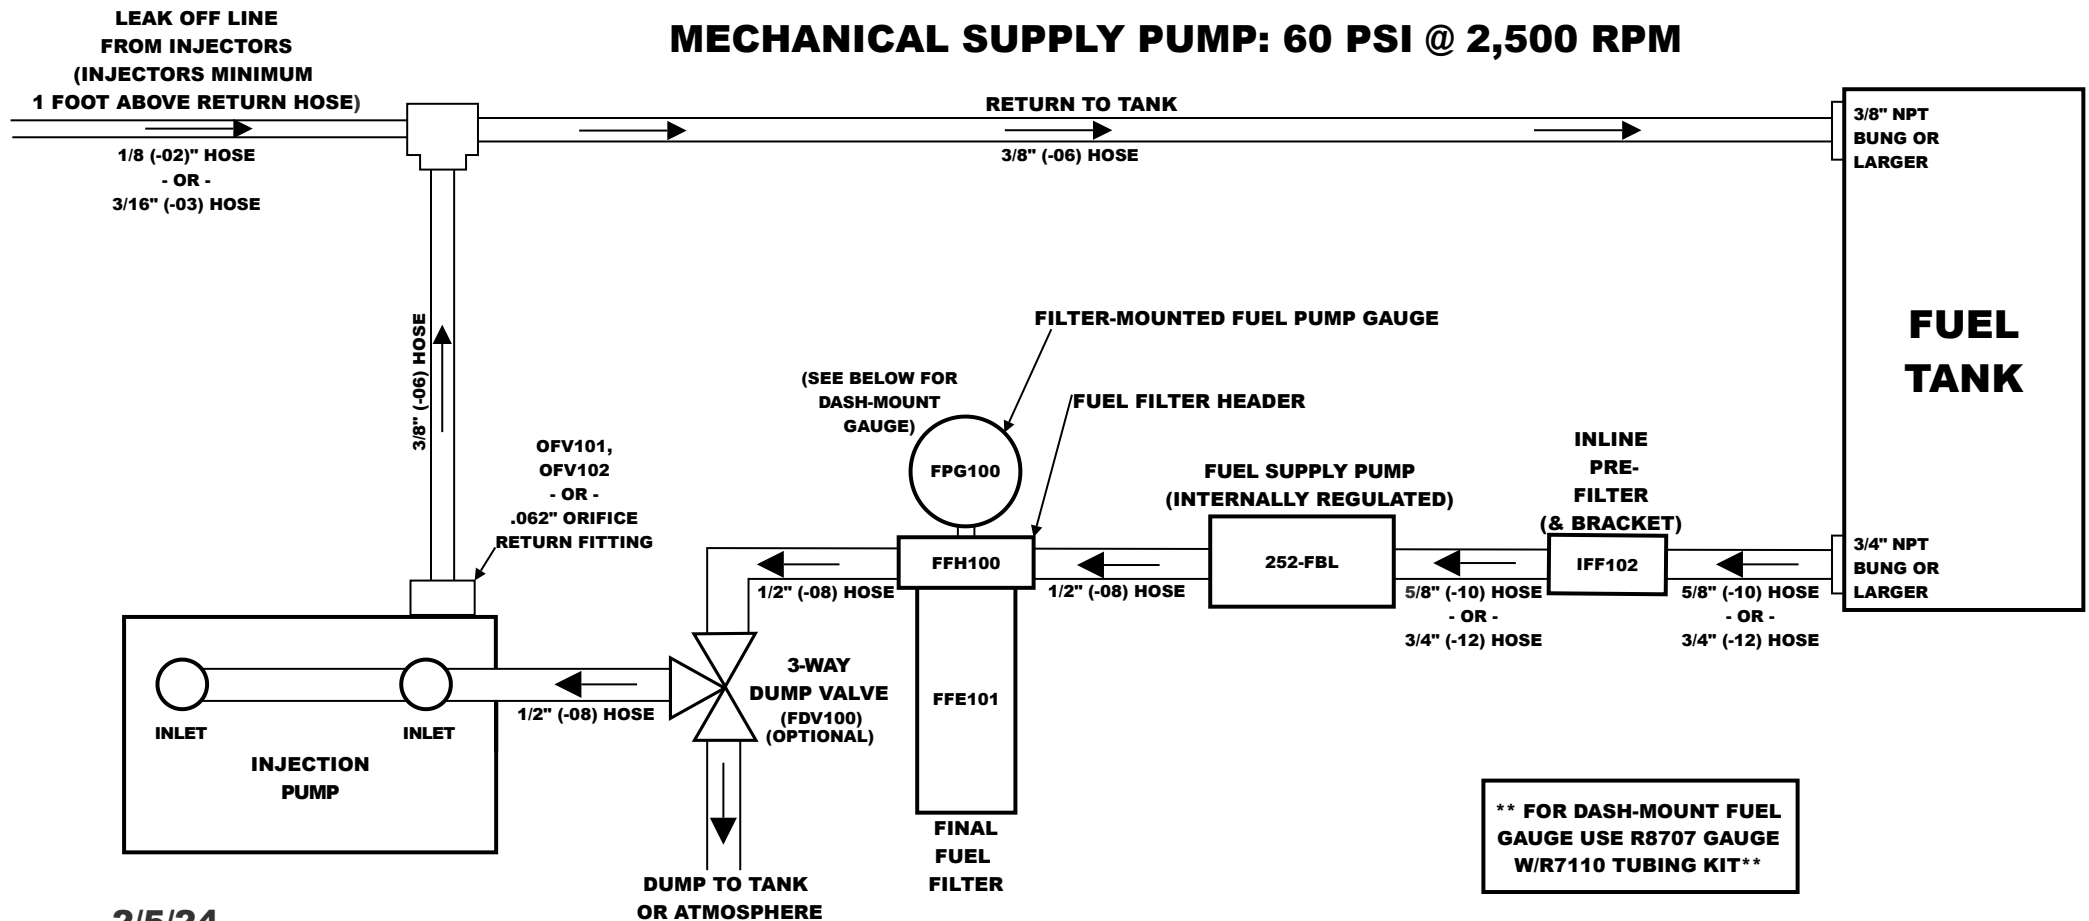 MECHANICAL SUPPLY PUMP: 60 PSI @ 2,500 RPM
LEAK OFF LINE
FROM INJECTORS
(INJECTORS MINIMUM
1 FOOT ABOVE RETURN HOSE)
1/8 (-02)" HOSE
- OR -
3/16" (-03) HOSE
RETURN TO TANK
3/8" (-06) HOSE
3/8" NPT
BUNG OR
LARGER
FUEL
TANK
3/4" NPT
BUNG OR
LARGER
3/8" (-06) HOSE
OFV101,
OFV102
- OR -
.062" ORIFICE
RETURN FITTING
FILTER-MOUNTED FUEL PUMP GAUGE
(SEE BELOW FOR
DASH-MOUNT
GAUGE)
FPG100
FUEL FILTER HEADER
FUEL SUPPLY PUMP
(INTERNALLY REGULATED)
INLINE
PRE-
FILTER
(& BRACKET)
FFH100
252-FBL
IFF102
1/2" (-08) HOSE
1/2" (-08) HOSE
5/8" (-10) HOSE
- OR -
3/4" (-12) HOSE
5/8" (-10) HOSE
- OR -
3/4" (-12) HOSE
3-WAY
DUMP VALVE
(FDV100)
(OPTIONAL)
FFE101
1/2" (-08) HOSE
INLET
INLET
INJECTION
PUMP
FINAL
FUEL
FILTER
DUMP TO TANK
OR ATMOSPHERE
** FOR DASH-MOUNT FUEL
GAUGE USE R8707 GAUGE
W/R7110 TUBING KIT**
2/5/24